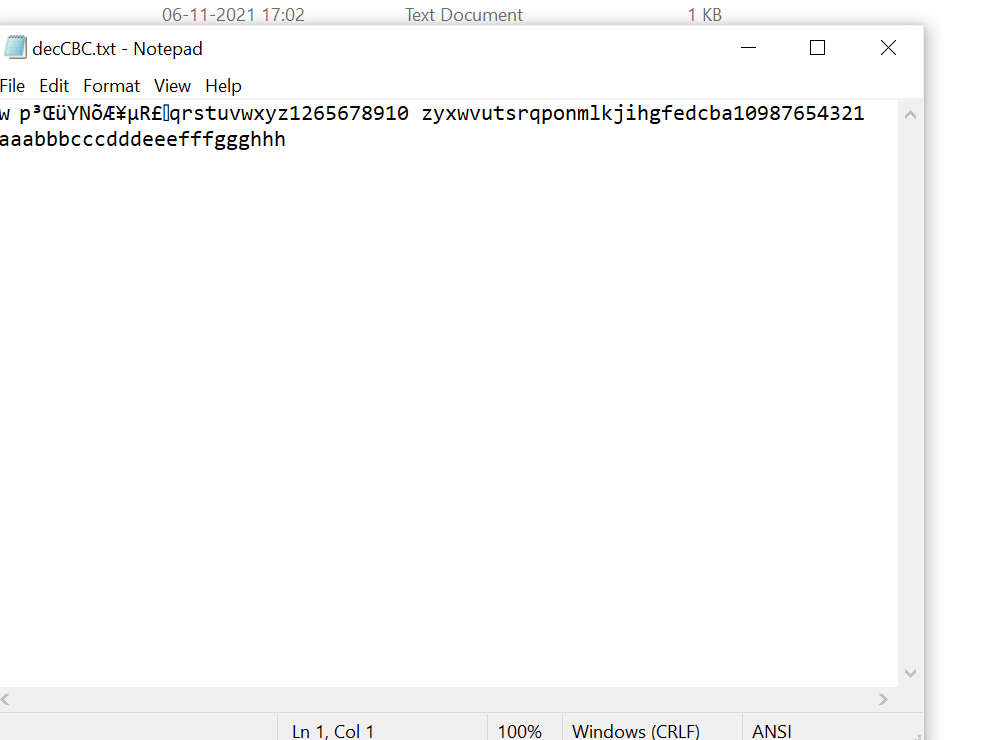 06-11-2021 17:02 Text Document 1 KB
decCBC.txt - Notepad
File Edit Format View Help
w p³ŒüYNõÆ¥µR£▯qrstuvwxyz1265678910 zyxwvutsrqponmlkjihgfedcba10987654321
aaabbbcccdddeeefffggghhh
Ln 1, Col 1 100% Windows (CRLF) ANSI